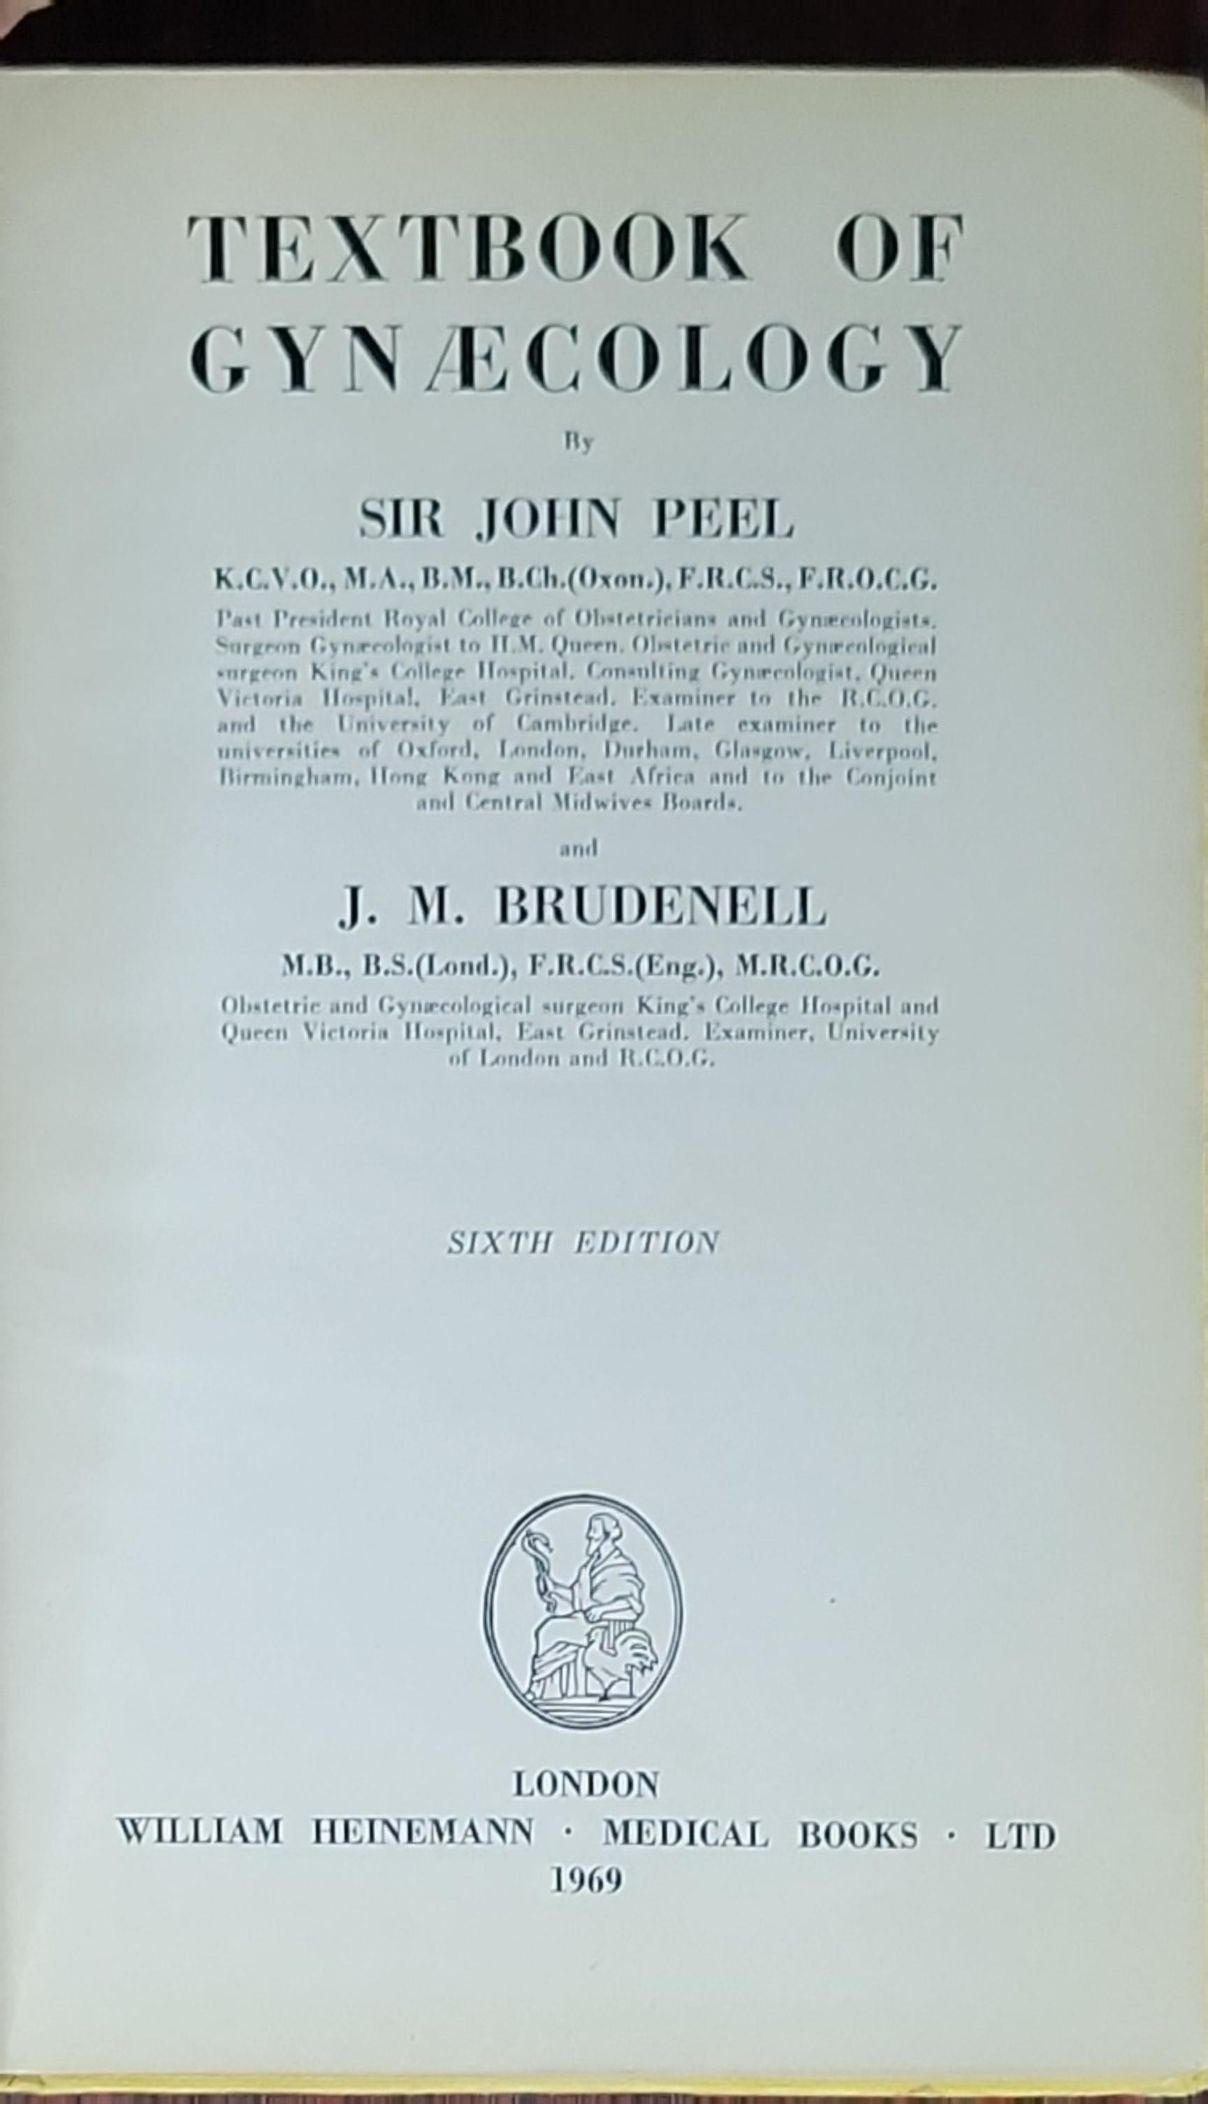 TEXTBOOK OF
GYNÆCOLOGY
By
SIR JOHN PEEL
K.C.V.O., M.A., B.M., B.Ch.(Oxon.), F.R.C.S., F.R.O.C.G.
Past President Royal College of Obstetricians and Gynæcologists.
Surgeon Gynæcologist to H.M. Queen. Obstetric and Gynæcological
surgeon King's College Hospital. Consulting Gynæcologist, Queen
Victoria Hospital, East Grinstead. Examiner to the R.C.O.G.
and the University of Cambridge. Late examiner to the
universities of Oxford, London, Durham, Glasgow, Liverpool,
Birmingham, Hong Kong and East Africa and to the Conjoint
and Central Midwives Boards.
and
J. M. BRUDENELL
M.B., B.S.(Lond.), F.R.C.S.(Eng.), M.R.C.O.G.
Obstetric and Gynæcological surgeon King's College Hospital and
Queen Victoria Hospital, East Grinstead. Examiner, University
of London and R.C.O.G.
SIXTH EDITION
LONDON
WILLIAM HEINEMANN · MEDICAL BOOKS · LTD
1969